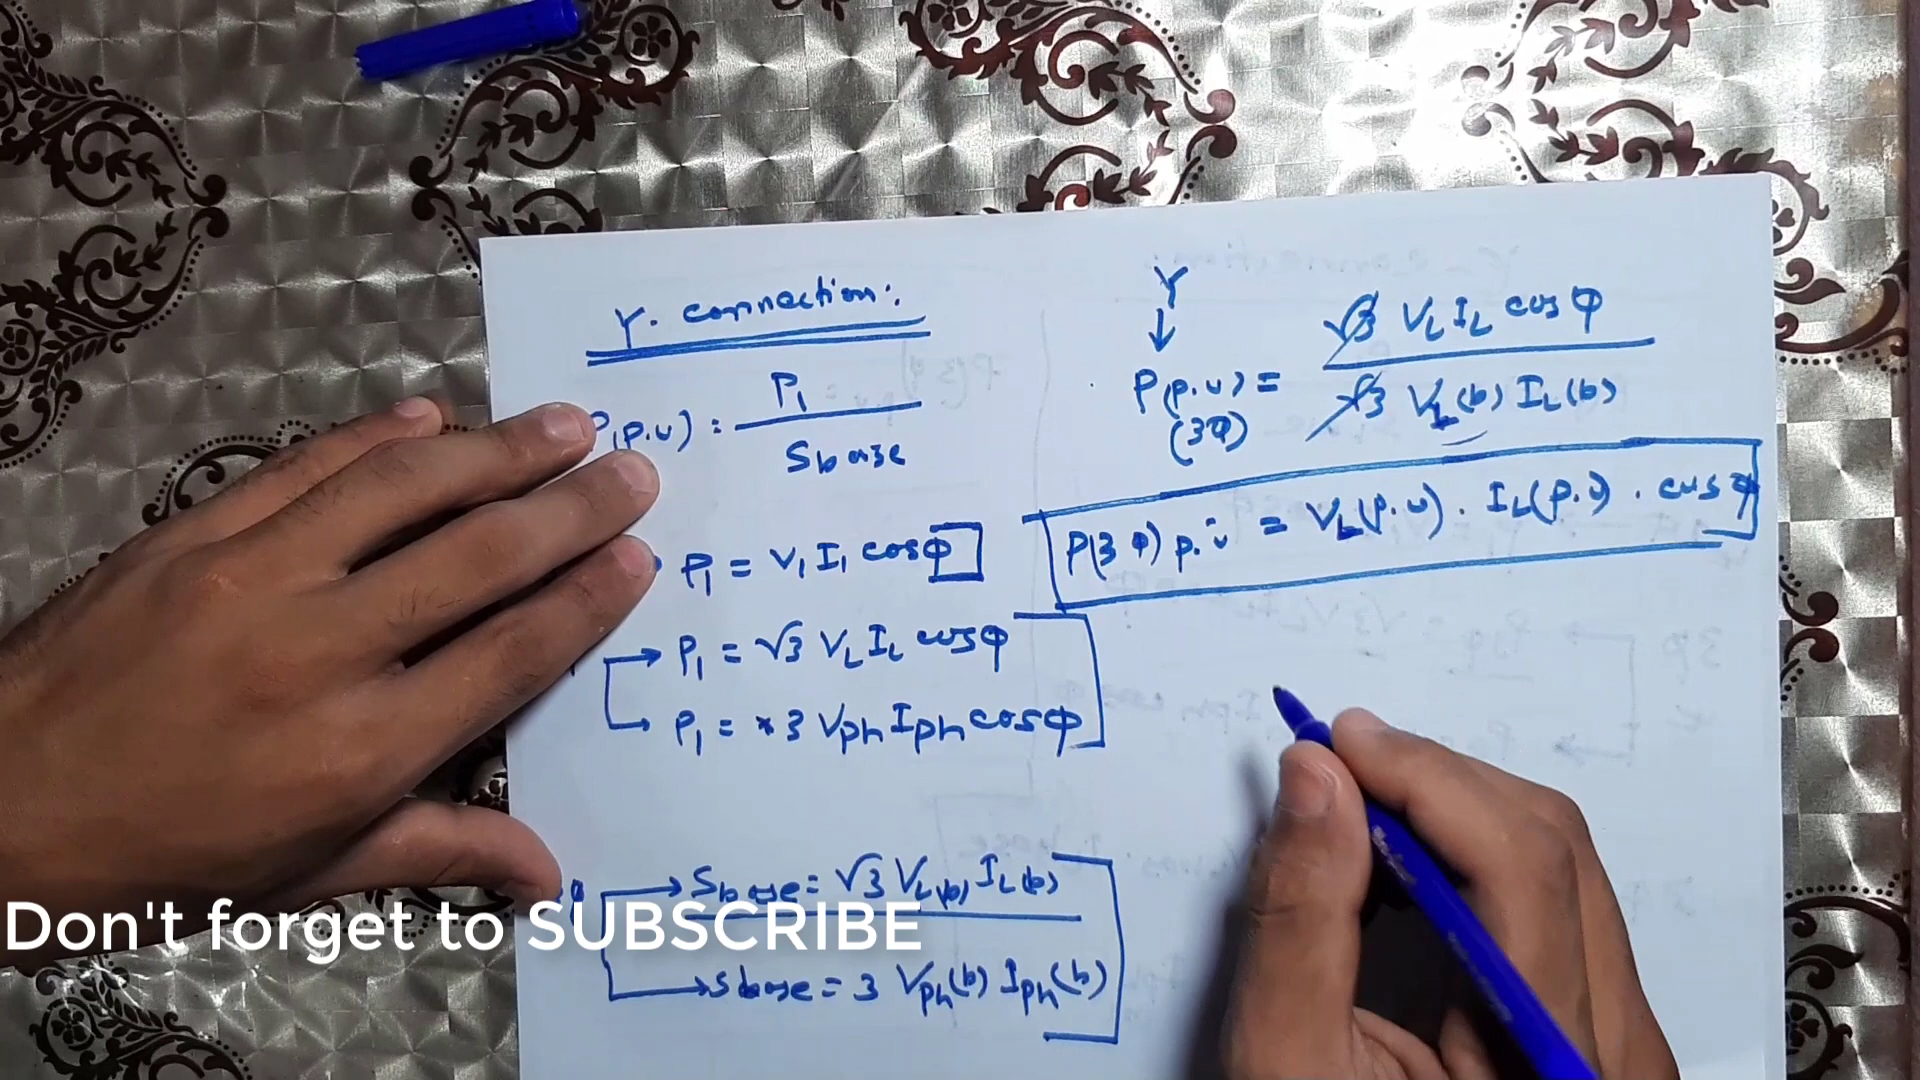 Y. connection:.
P₁(p.u) : P₁ / Sbase
P₁ = V₁ I₁ cosφ
P₁ = √3 VL IL cosφ
P₁ = 3 Vph Iph cosφ
Sbase = √3 VL(b) IL(b)
Sbase = 3 Vph(b) Iph(b)
Y
↓
P(p.u) = √3 VL IL cosφ / √3 VL(b) IL(b)
(3φ)
P(3φ) p.u = VL(p.u) . IL(p.u) . cosφ
Don't forget to SUBSCRIBE